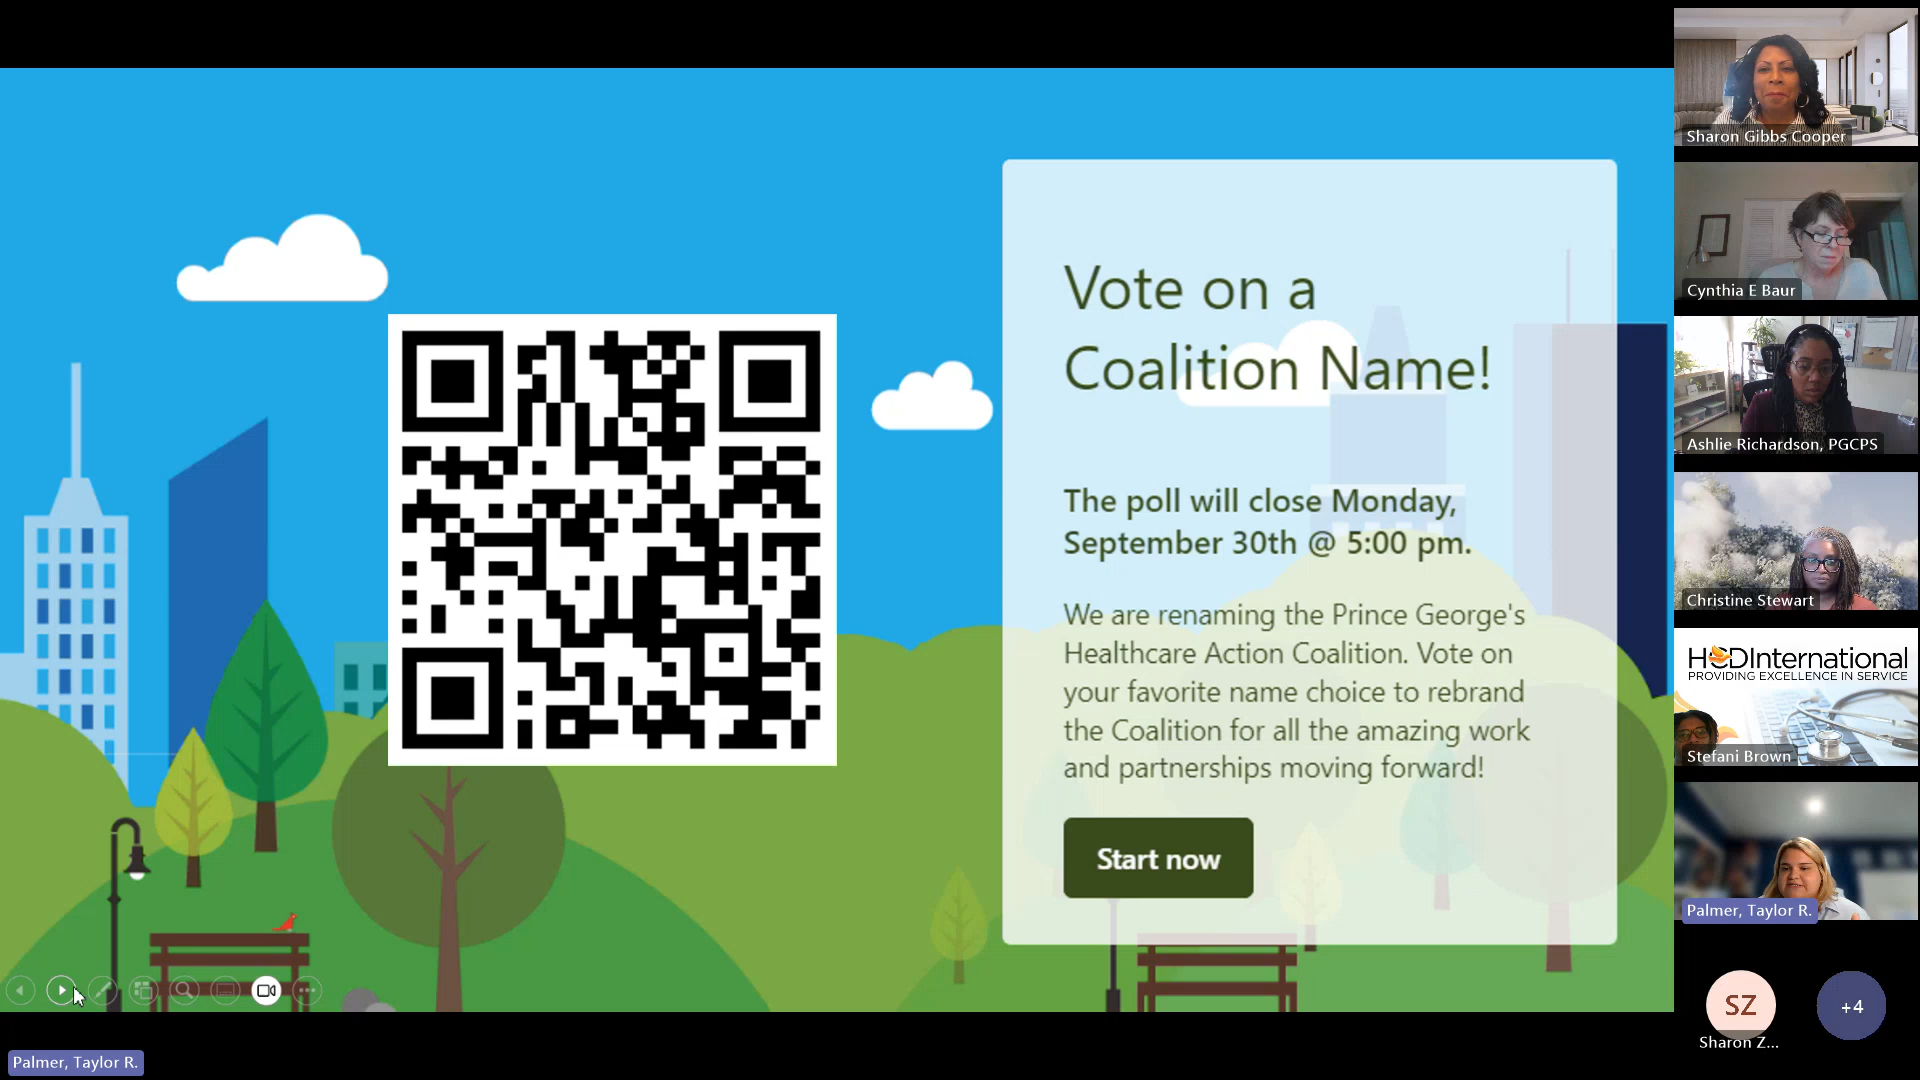 Vote on a
Coalition Name!
The poll will close Monday,
September 30th @ 5:00 pm.
We are renaming the Prince George's
Healthcare Action Coalition. Vote on
your favorite name choice to rebrand
the Coalition for all the amazing work
and partnerships moving forward!
Start now
Palmer, Taylor R.
Sharon Gibbs Cooper
Cynthia E Baur
Ashlie Richardson, PGCPS
Christine Stewart
HSDInternational
PROVIDING EXCELLENCE IN SERVICE
Stefani Brown
Palmer, Taylor R.
SZ
Sharon Z...
+4